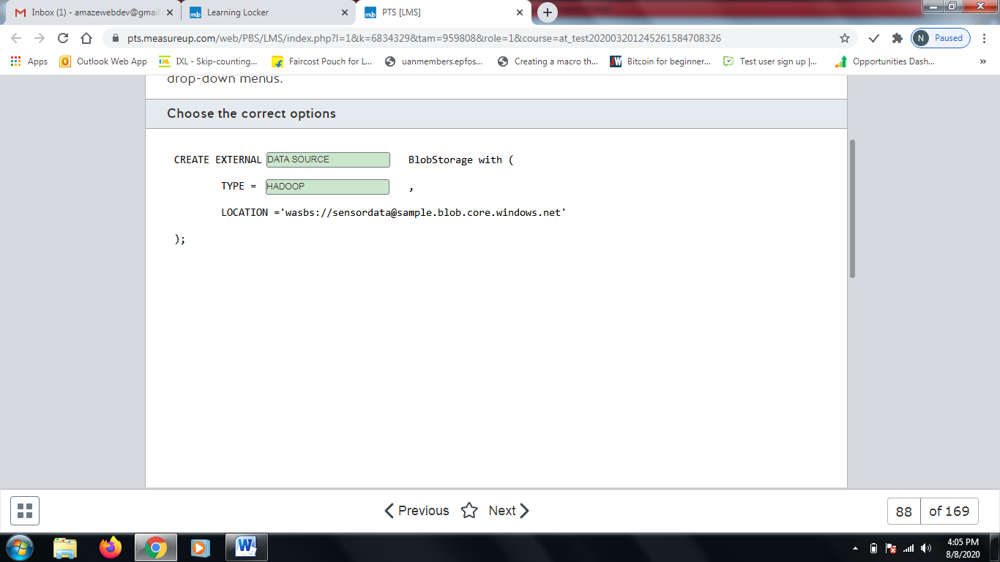 Inbox (1) - amazewebdev@gmail
Learning Locker
PTS [LMS]
pts.measureup.com/web/PBS/LMS/index.php?l=1&k=6834329&tam=959808&role=1&course=at_test202003201245261584708326
N Paused
Apps
Outlook Web App
IXL - Skip-counting...
Faircost Pouch for L...
uanmembers.epfos...
Creating a macro th...
Bitcoin for beginner...
Test user sign up |...
Opportunities Dash...
»
drop-down menus.
Choose the correct options
CREATE EXTERNAL DATA SOURCE BlobStorage with (
TYPE = HADOOP ,
LOCATION ='wasbs://sensordata@sample.blob.core.windows.net'
);
Previous
Next
88 of 169
4:05 PM
8/8/2020